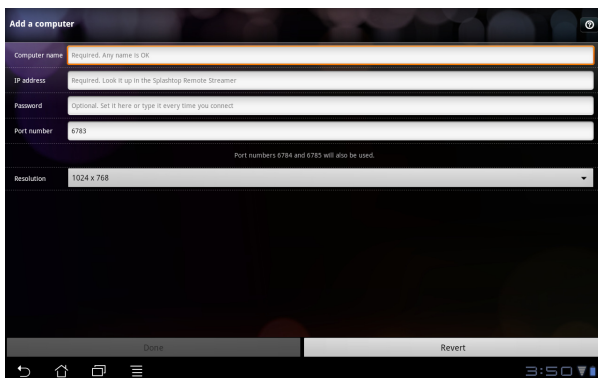 Add a computer
Computer name Required. Any name is OK
IP address Required. Look it up in the Splashtop Remote Streamer
Password Optional. Set it here or type it every time you connect
Port number 6783
Port numbers 6784 and 6785 will also be used.
Resolution 1024 x 768
Done Revert
3:50